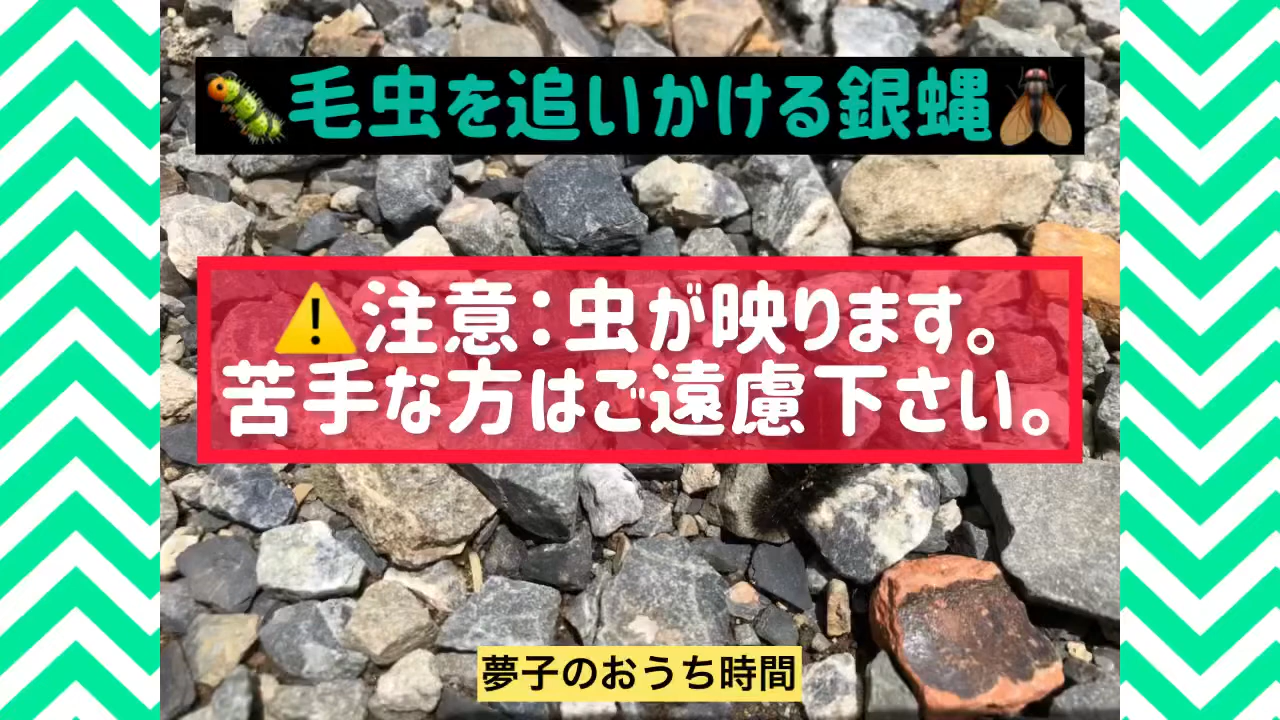 🐛毛虫を追いかける銀蝿🪰
⚠️注意：虫が映ります。
苦手な方はご遠慮下さい。
夢子のおうち時間